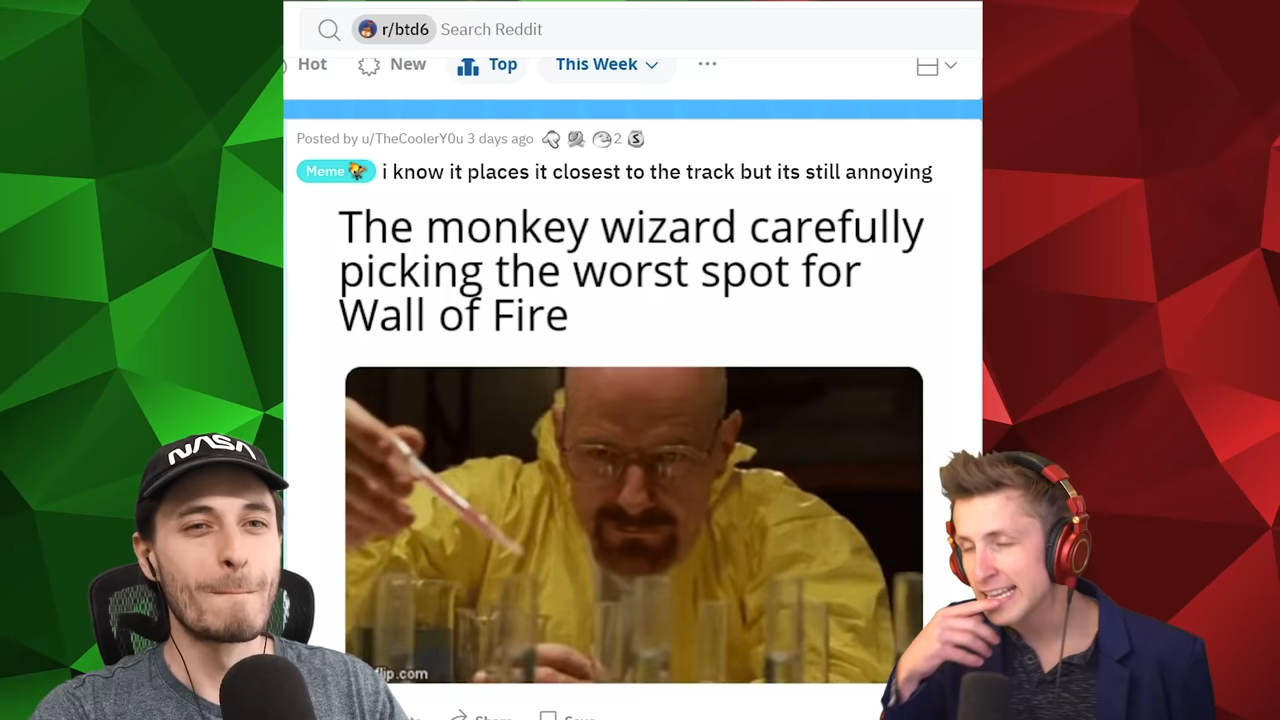 r/btd6 Search Reddit
Hot New Top This Week ...
Posted by u/TheCoolerY0u 3 days ago 2 S
Meme i know it places it closest to the track but its still annoying
The monkey wizard carefully
picking the worst spot for
Wall of Fire
NASA
flip.com
Share Save